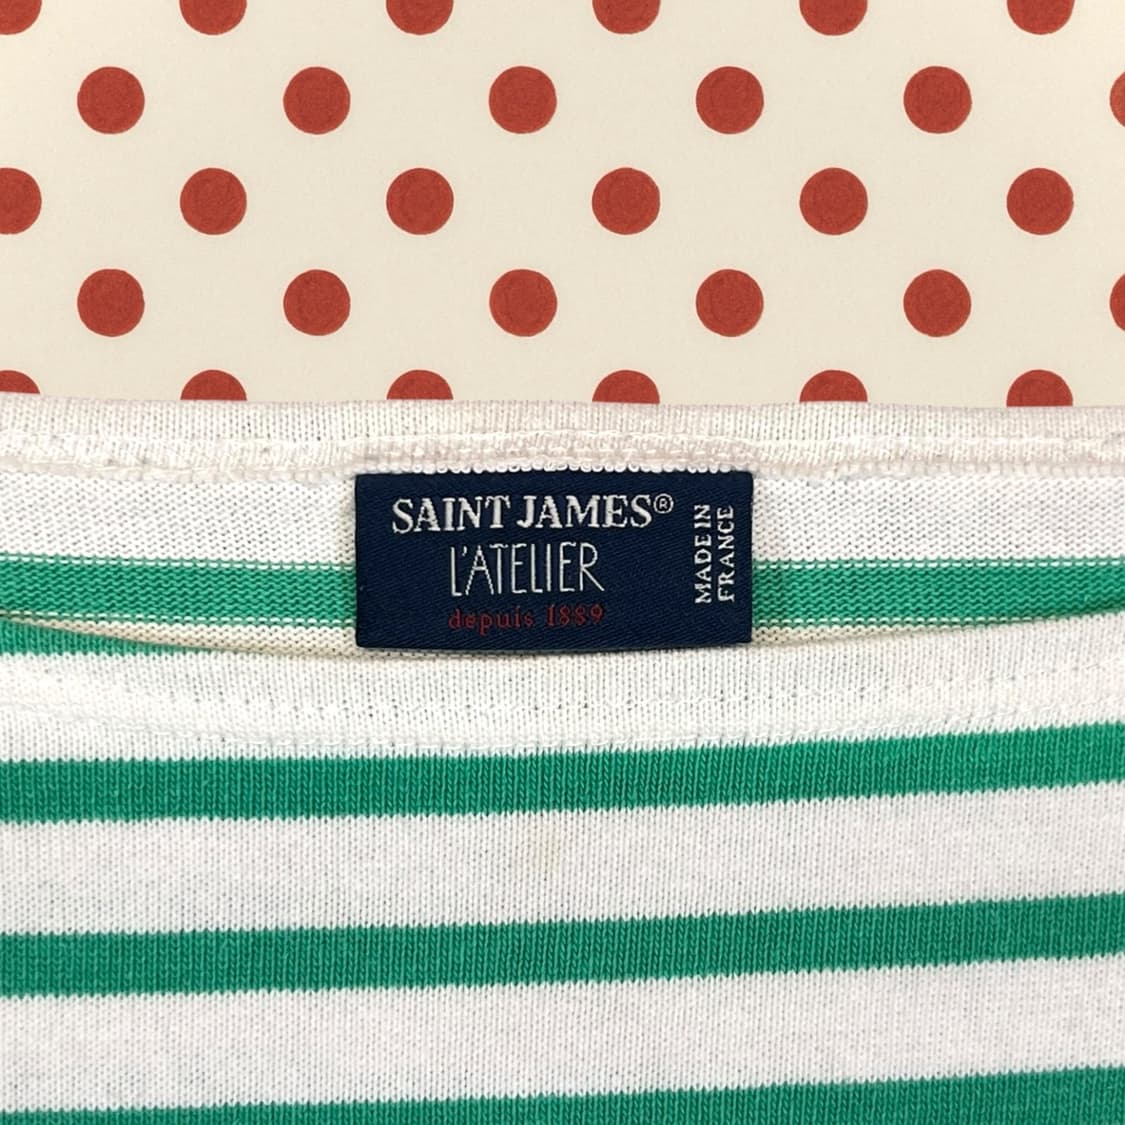 SAINT JAMES®
L'ATELIER
depuis 1889
MADE IN
FRANCE